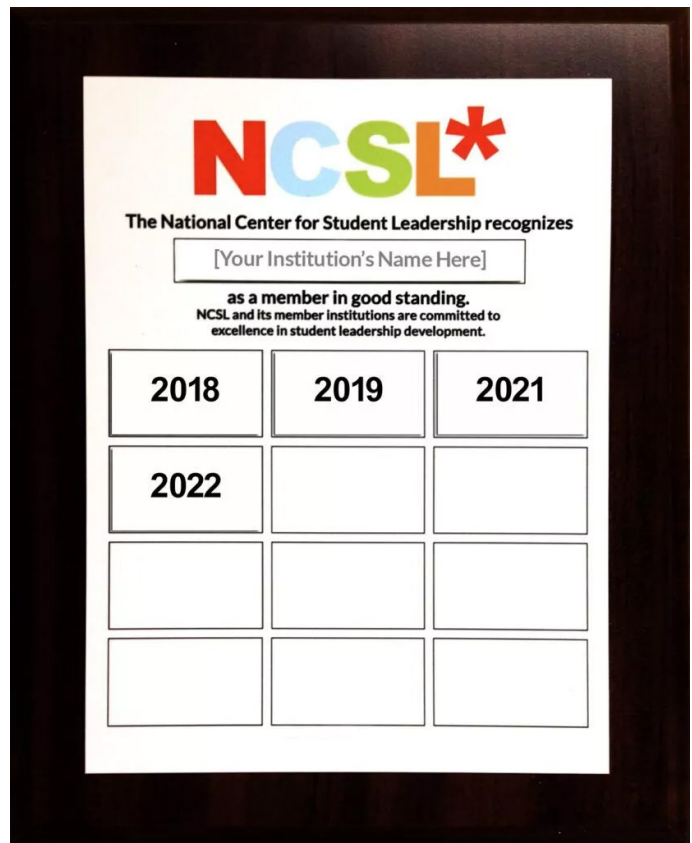 NCSL*
The National Center for Student Leadership recognizes
[Your Institution's Name Here]
as a member in good standing.
NCSL and its member institutions are committed to
excellence in student leadership development.
2018 2019 2021
2022